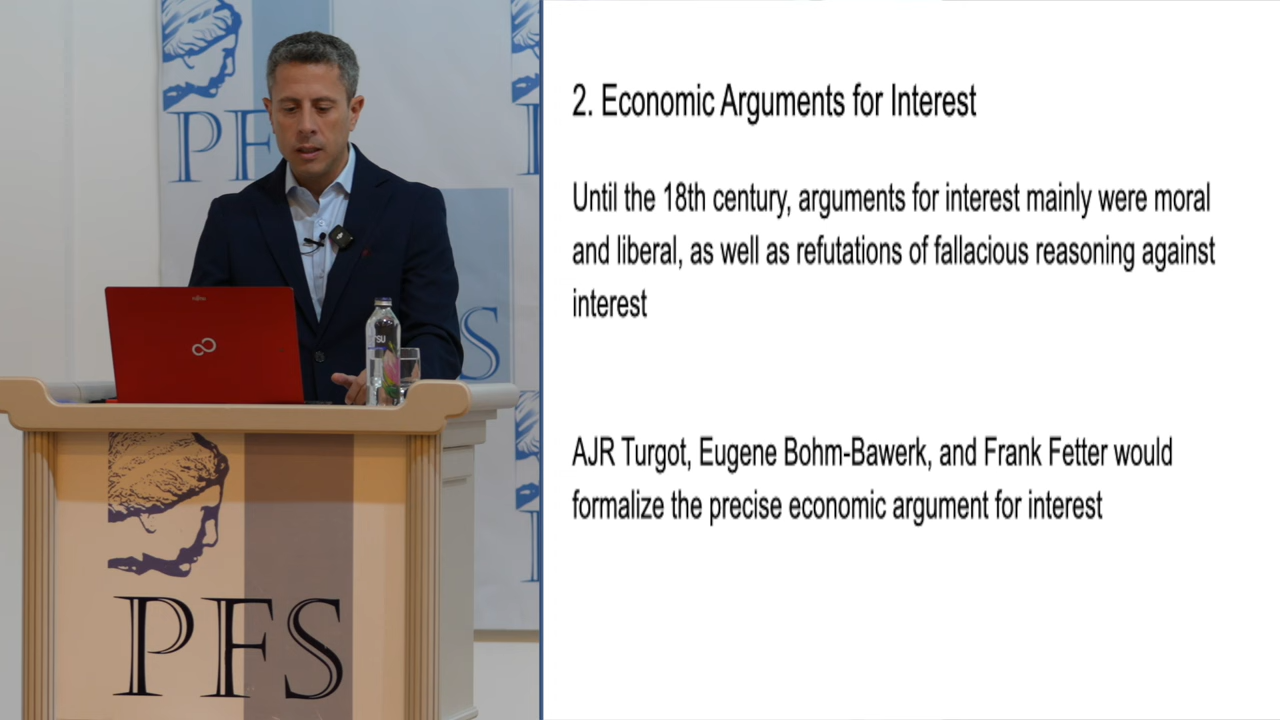 PF
2. Economic Arguments for Interest
Until the 18th century, arguments for interest mainly were moral
and liberal, as well as refutations of fallacious reasoning against
interest
AJR Turgot, Eugene Bohm-Bawerk, and Frank Fetter would
formalize the precise economic argument for interest
S
PFS